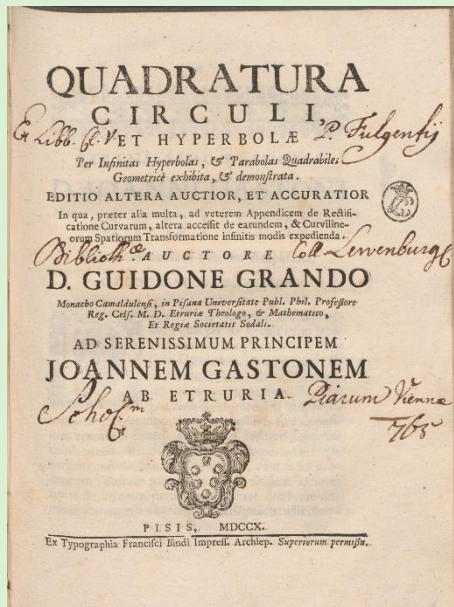 QUADRATURA
CIRCULI,
Ex Libb. cl. V ET HYPERBOLÆ P. Fulgentij
Per Infinitas Hyperbolas, & Parabolas Quadrabiles
Geometricè exhibita, & demonstrata.
EDITIO ALTERA AUCTIOR, ET ACCURATIOR
In qua, preter alia multa, ad veterem Appendicem de Rectifi-
catione Curvarum, altera accessit de earundem, & Curviline-
orum Spatiorum Transformatione infinitis modis expedienda.
Biblioth.æ AUCTORE Coll. Lewenburg
D. GUIDONE GRANDO
Monacho Camaldulensi, in Pisana Universitate Publ. Phil. Professore
Reg. Cels. M. D. Etruriæ Theologo, & Mathematico,
Et Regiæ Societatis Sodali.
AD SERENISSIMUM PRINCIPEM
JOANNEM GASTONEM
AB ETRURIA.
Schol.m Piarum Viennæ
765
PISIS, MDCCX.
Ex Typographia Francisci Bindi Impress. Archiep. Superiorum permissu.